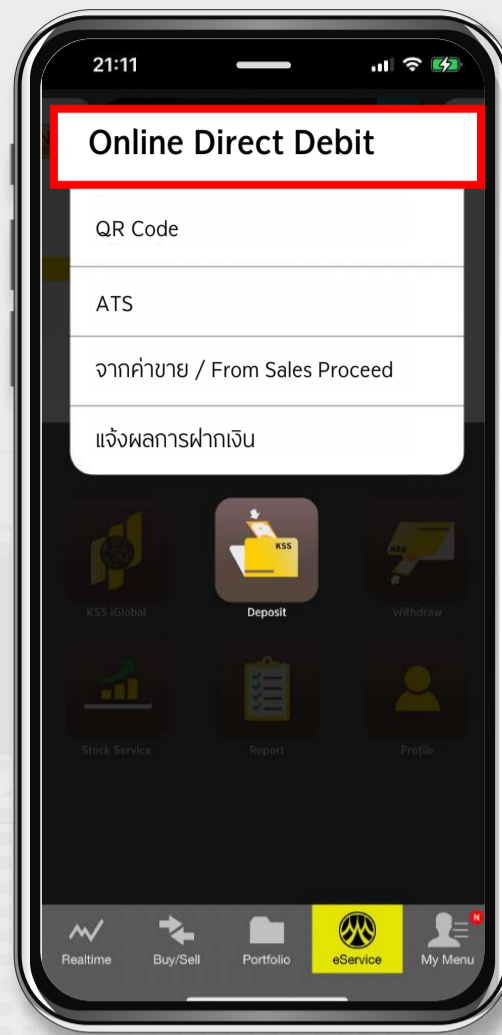 21:11
Online Direct Debit
QR Code
ATS
จากค่าขาย / From Sales Proceed
แจ้งผลการฝากเงิน
KSS
KSS
KSS iGlobal
Deposit
Withdraw
Stock Service
Report
Profile
N
Realtime
Buy/Sell
Portfolio
eService
My Menu